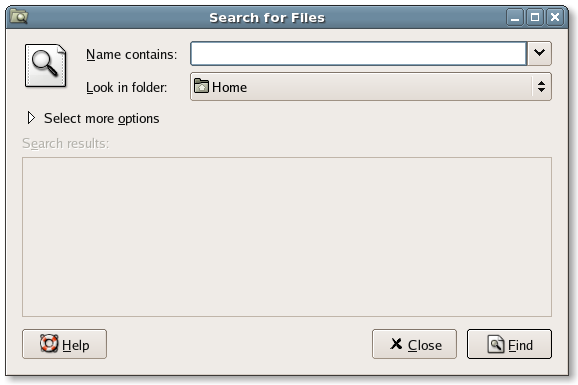 Search for Files
Name contains:
Look in folder: Home
Select more options
Search results:
Help Close Find